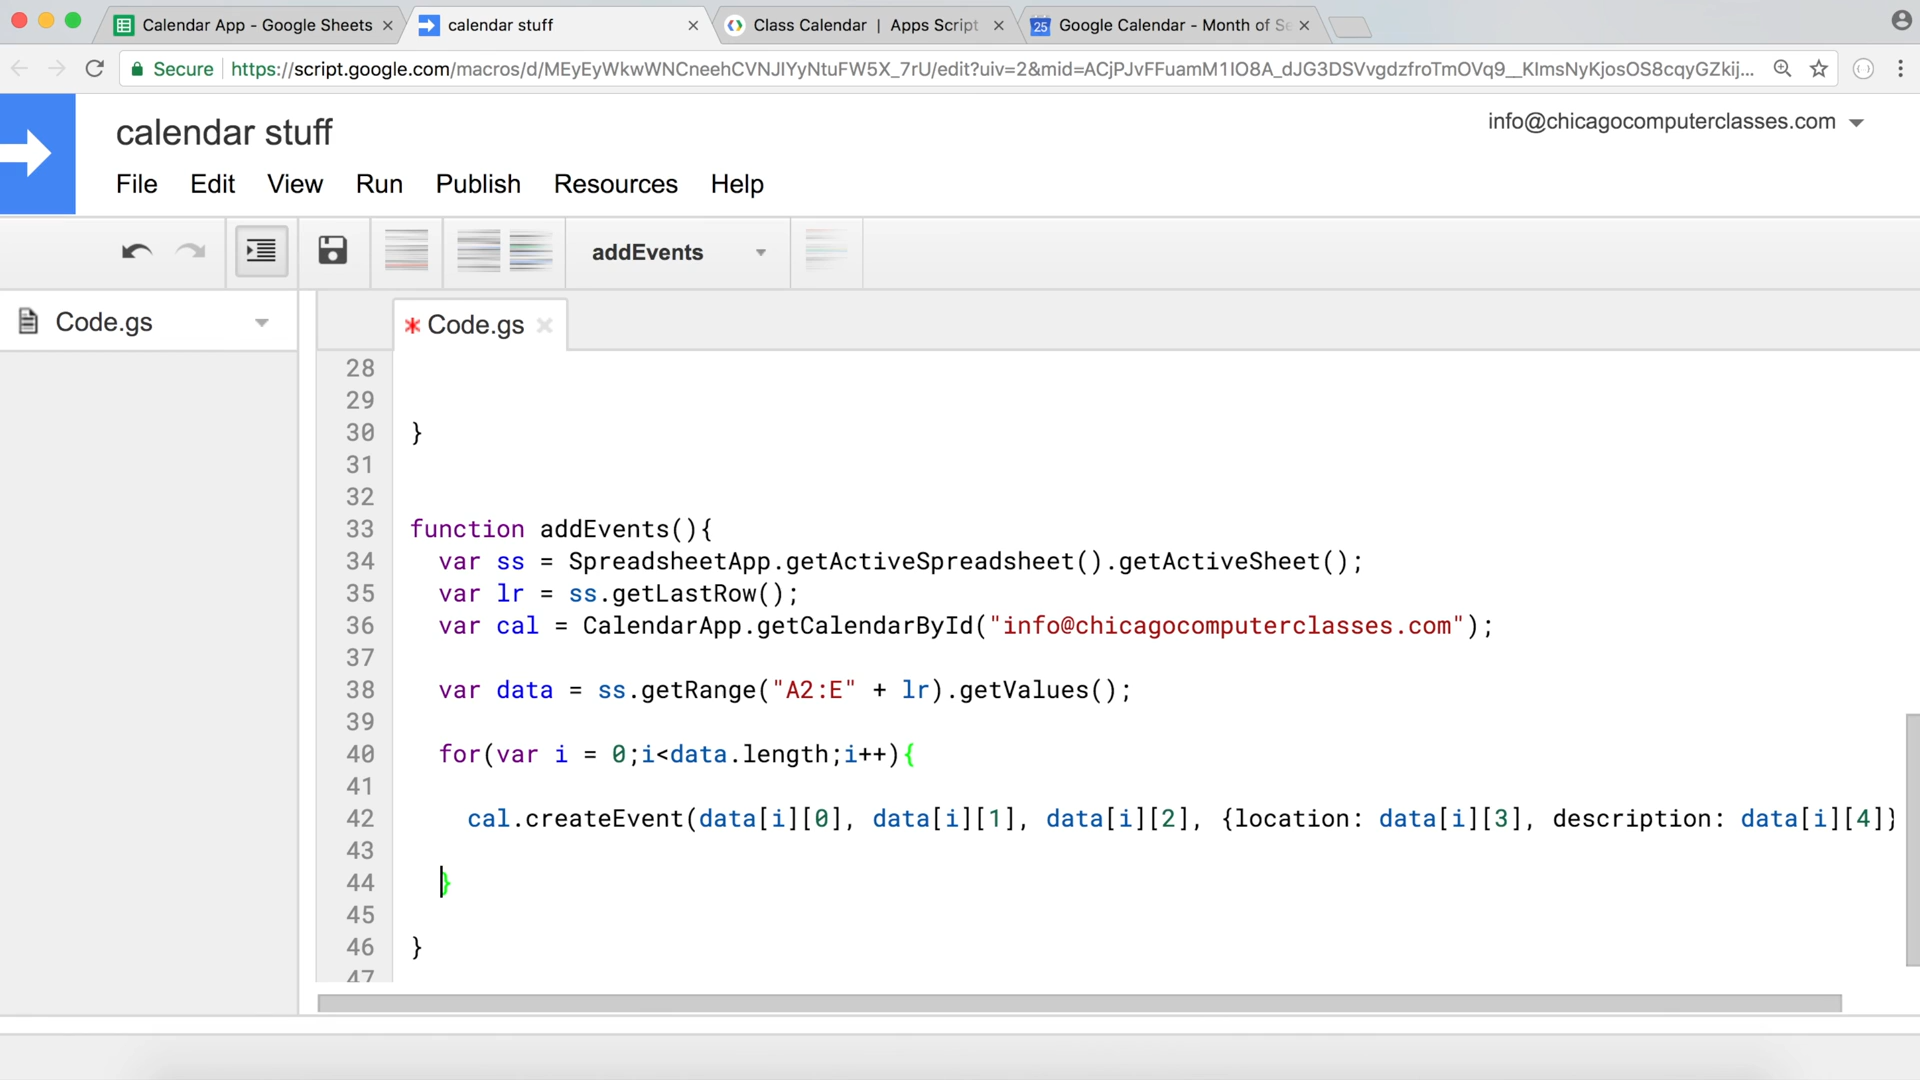 Calendar App - Google Sheets
calendar stuff
Class Calendar | Apps Script
25 Google Calendar - Month of Se
Secure https://script.google.com/macros/d/MEyEyWkwWNCneehCVNJIYyNtuFW5X_7rU/edit?uiv=2&mid=ACjPJvFFuamM1IO8A_dJG3DSVvgdzfroTmOVq9__KImsNyKjosOS8cqyGZkij...
calendar stuff
info@chicagocomputerclasses.com
File Edit View Run Publish Resources Help
addEvents
Code.gs
* Code.gs
28
29
30 }
31
32
33 function addEvents(){
34 var ss = SpreadsheetApp.getActiveSpreadsheet().getActiveSheet();
35 var lr = ss.getLastRow();
36 var cal = CalendarApp.getCalendarById("info@chicagocomputerclasses.com");
37
38 var data = ss.getRange("A2:E" + lr).getValues();
39
40 for(var i = 0;i<data.length;i++){
41
42 cal.createEvent(data[i][0], data[i][1], data[i][2], {location: data[i][3], description: data[i][4]}
43
44 }
45
46 }
47